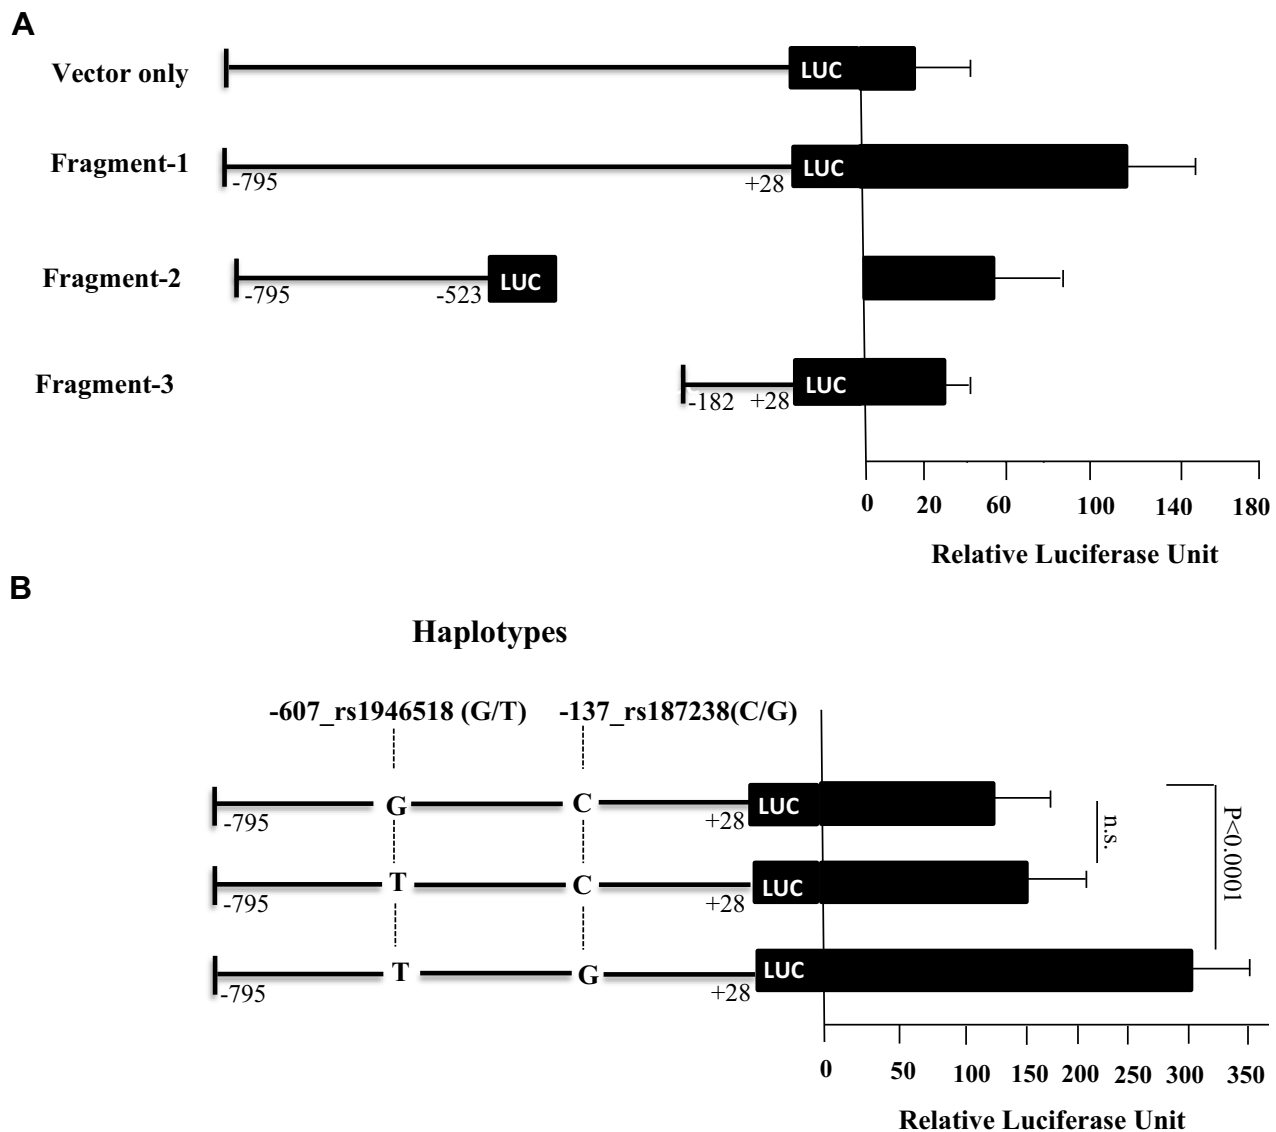 A
Vector only
LUC
Fragment-1
-795
+28
LUC
Fragment-2
-795
-523
LUC
Fragment-3
-182
+28
LUC
0 20 60 100 140 180
Relative Luciferase Unit
B
Haplotypes
-607_rs1946518 (G/T) -137_rs187238(C/G)
G C LUC
-795 +28
T C LUC
-795 +28
T G LUC
-795 +28
n.s.
P<0.0001
0 50 100 150 200 250 300 350
Relative Luciferase Unit